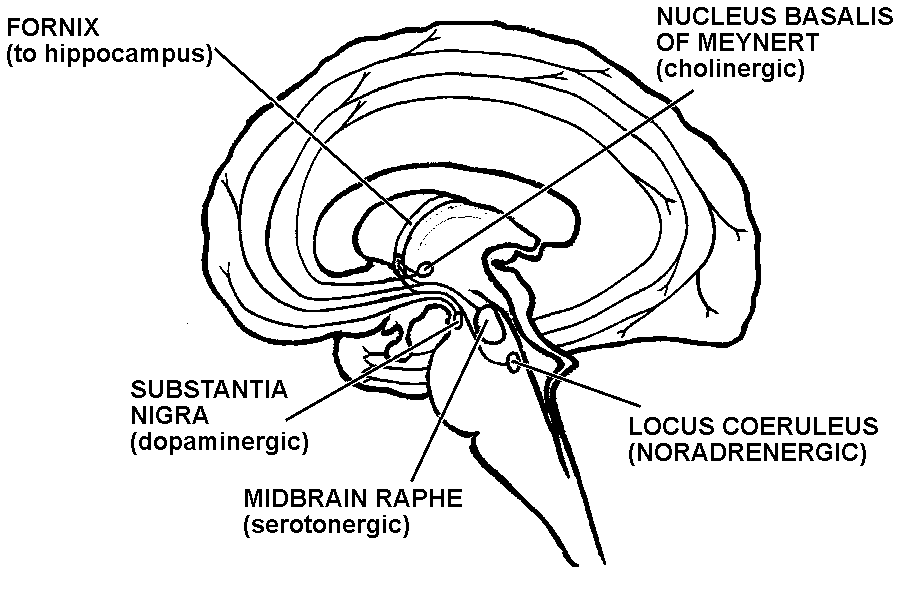 FORNIX
(to hippocampus)
NUCLEUS BASALIS
OF MEYNERT
(cholinergic)
SUBSTANTIA
NIGRA
(dopaminergic)
LOCUS COERULEUS
(NORADRENERGIC)
MIDBRAIN RAPHE
(serotonergic)